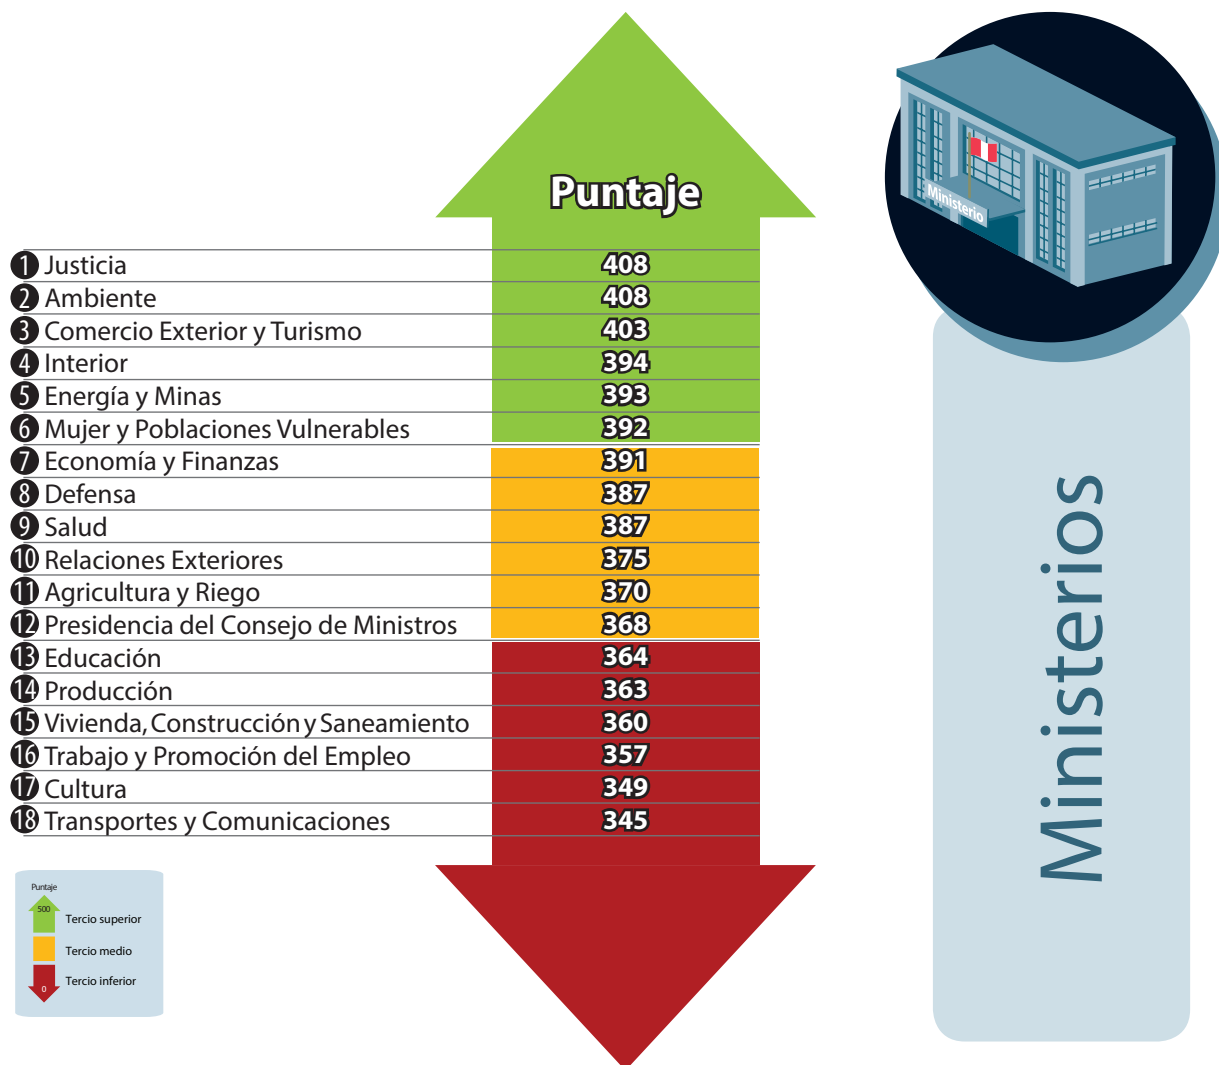 Puntaje
Ministerio
1 Justicia 408
2 Ambiente 408
3 Comercio Exterior y Turismo 403
4 Interior 394
5 Energía y Minas 393
6 Mujer y Poblaciones Vulnerables 392
7 Economía y Finanzas 391
8 Defensa 387
9 Salud 387
10 Relaciones Exteriores 375
11 Agricultura y Riego 370
12 Presidencia del Consejo de Ministros 368
13 Educación 364
14 Producción 363
15 Vivienda, Construcción y Saneamiento 360
16 Trabajo y Promoción del Empleo 357
17 Cultura 349
18 Transportes y Comunicaciones 345
Ministerios
Puntaje
500
Tercio superior
Tercio medio
Tercio inferior
0